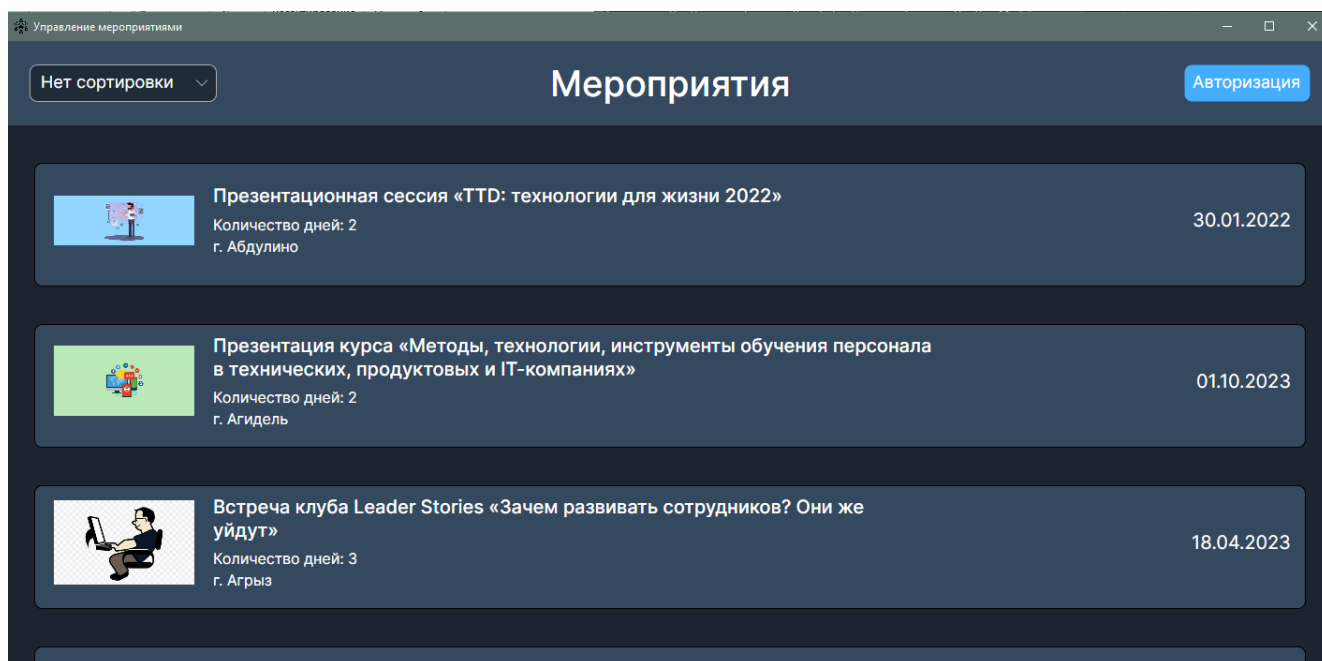 Управление мероприятиями
Нет сортировки
Мероприятия
Авторизация
Презентационная сессия «TTD: технологии для жизни 2022»
Количество дней: 2
г. Абдулино
30.01.2022
Презентация курса «Методы, технологии, инструменты обучения персонала
в технических, продуктовых и IT-компаниях»
Количество дней: 2
г. Агидель
01.10.2023
Встреча клуба Leader Stories «Зачем развивать сотрудников? Они же
уйдут»
Количество дней: 3
г. Агрыз
18.04.2023